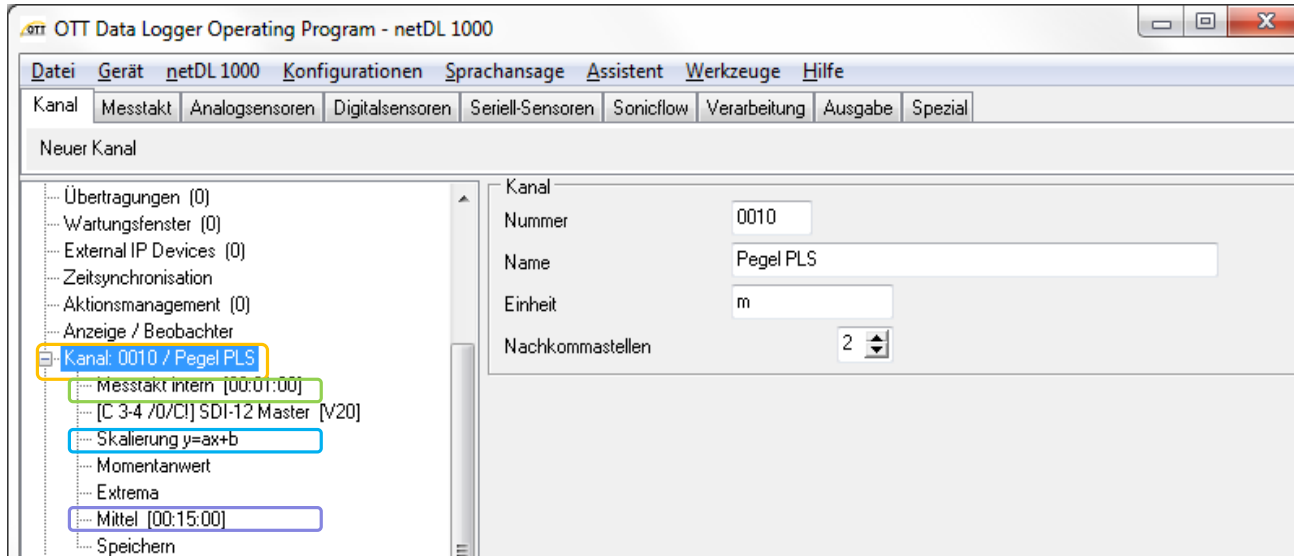 OTT OTT Data Logger Operating Program - netDL 1000
Datei Gerät netDL 1000 Konfigurationen Sprachansage Assistent Werkzeuge Hilfe
Kanal Messtakt Analogsensoren Digitalsensoren Seriell-Sensoren Sonicflow Verarbeitung Ausgabe Spezial
Neuer Kanal
Übertragungen (0)
Wartungsfenster (0)
External IP Devices (0)
Zeitsynchronisation
Aktionsmanagement (0)
Anzeige / Beobachter
Kanal: 0010 / Pegel PLS
Messtakt intern [00:01:00]
[C 3-4 /0/C!] SDI-12 Master [V20]
Skalierung y=ax+b
Momentanwert
Extrema
Mittel [00:15:00]
Speichern
Kanal
Nummer 0010
Name Pegel PLS
Einheit m
Nachkommastellen 2